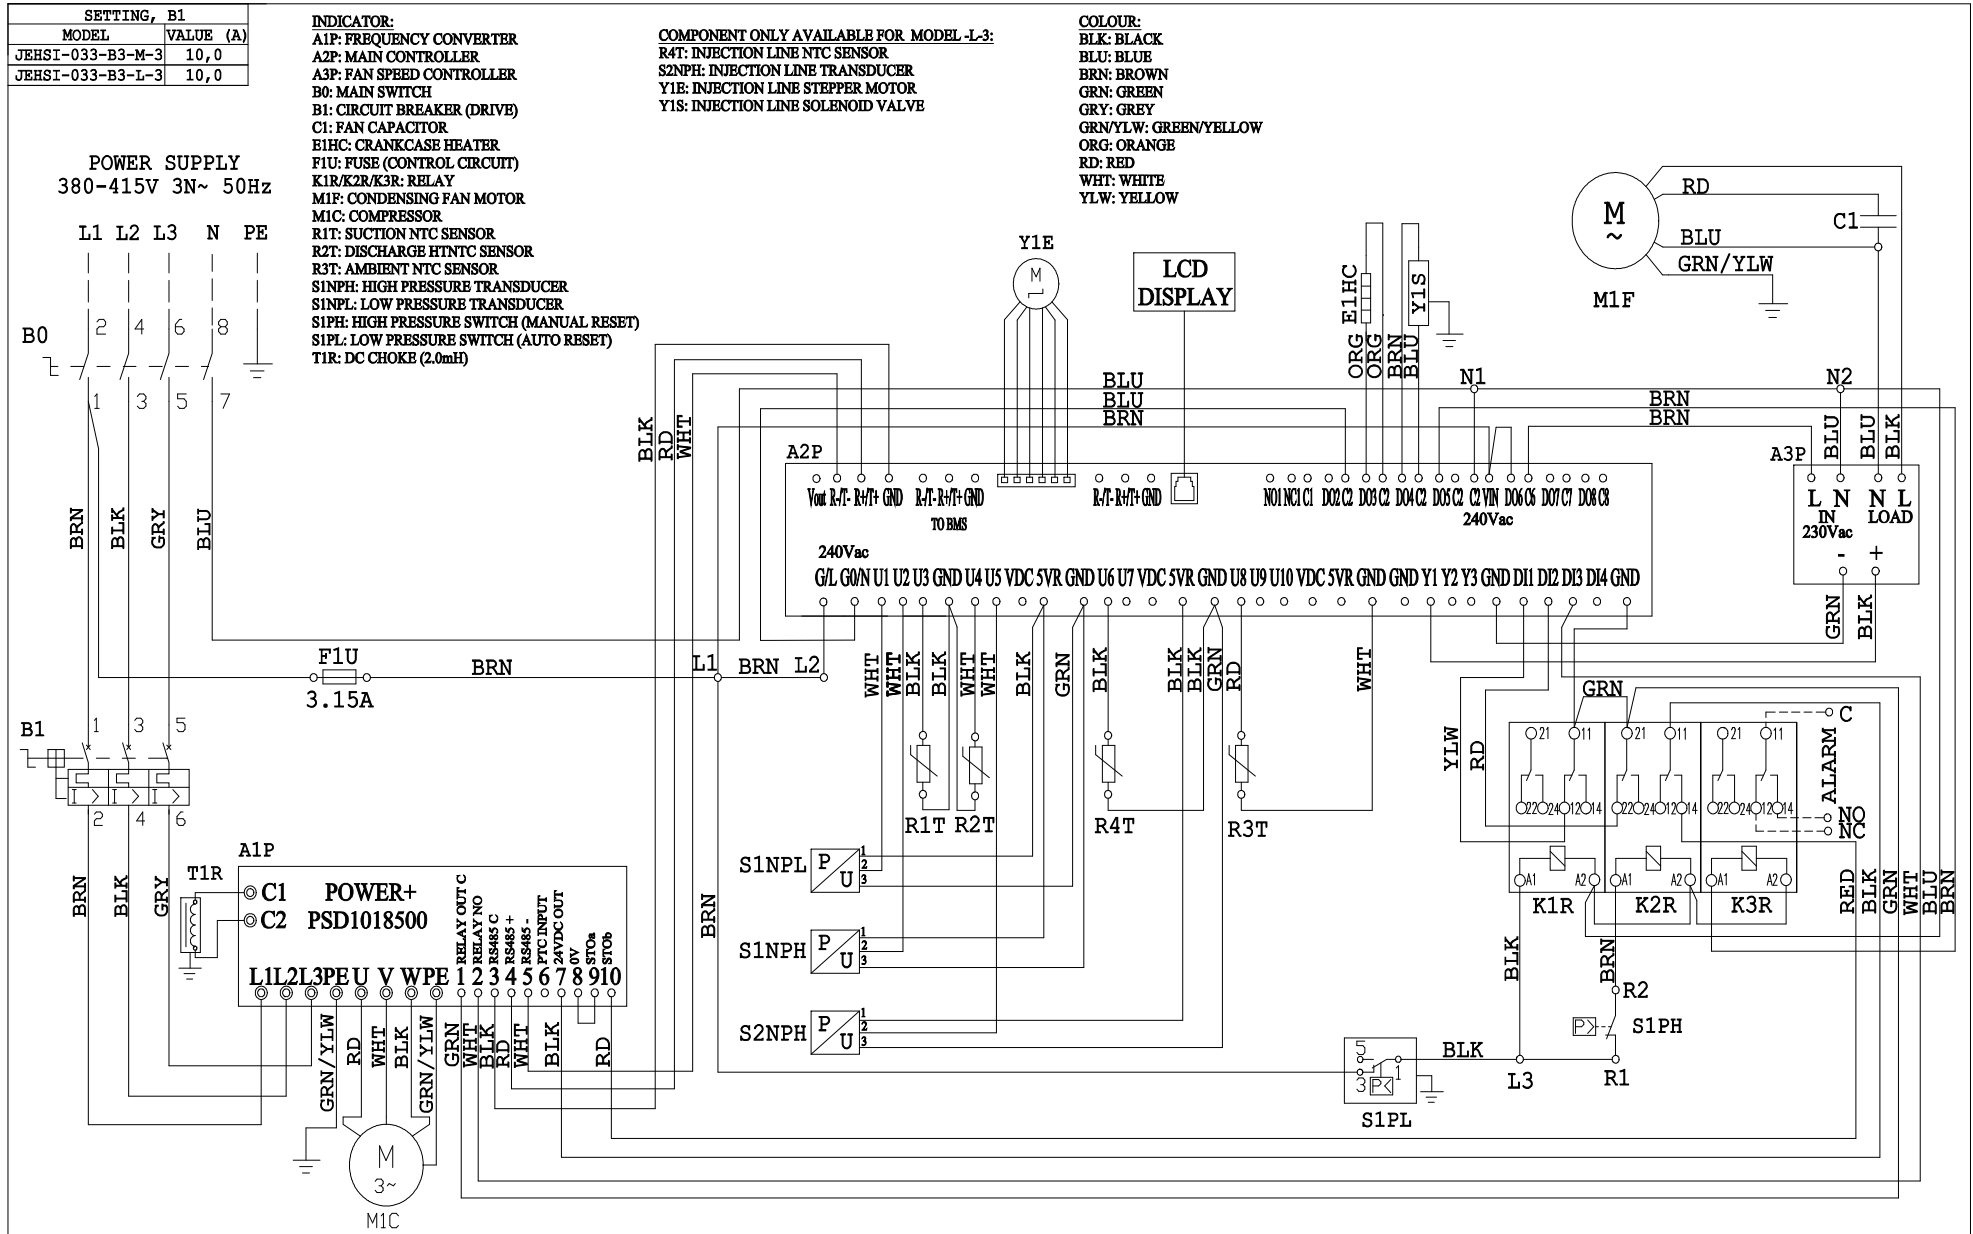 SETTING, B1
MODEL VALUE (A)
JEHSI-033-B3-M-3 10,0
JEHSI-033-B3-L-3 10,0
INDICATOR:
A1P: FREQUENCY CONVERTER
A2P: MAIN CONTROLLER
A3P: FAN SPEED CONTROLLER
B0: MAIN SWITCH
B1: CIRCUIT BREAKER (DRIVE)
C1: FAN CAPACITOR
E1HC: CRANKCASE HEATER
F1U: FUSE (CONTROL CIRCUIT)
K1R/K2R/K3R: RELAY
M1F: CONDENSING FAN MOTOR
M1C: COMPRESSOR
R1T: SUCTION NTC SENSOR
R2T: DISCHARGE HTNTC SENSOR
R3T: AMBIENT NTC SENSOR
S1NPH: HIGH PRESSURE TRANSDUCER
S1NPL: LOW PRESSURE TRANSDUCER
S1PH: HIGH PRESSURE SWITCH (MANUAL RESET)
S1PL: LOW PRESSURE SWITCH (AUTO RESET)
T1R: DC CHOKE (2,0mH)
COMPONENT ONLY AVAILABLE FOR MODEL -L-3:
R4T: INJECTION LINE NTC SENSOR
S2NPH: INJECTION LINE TRANSDUCER
Y1E: INJECTION LINE STEPPER MOTOR
Y1S: INJECTION LINE SOLENOID VALVE
COLOUR:
BLK: BLACK
BLU: BLUE
BRN: BROWN
GRN: GREEN
GRY: GREY
GRN/YLW: GREEN/YELLOW
ORG: ORANGE
RD: RED
WHT: WHITE
YLW: YELLOW
POWER SUPPLY
380-415V 3N~ 50Hz
L1 L2 L3 N PE
B0
2 4 6 8
1 3 5 7
BRN BLK GRY BLU
F1U
3.15A
BRN
L1
BRN
L2
B1
1 3 5
I > I > I >
2 4 6
BRN BLK GRY
T1R
A1P
C1
C2
POWER+
PSD1018500
RELAY OUT C
RELAY NO
RS485 C
RS485 +
RS485 -
PTC INPUT
24VDC OUT
0V
STOa
STOb
L1 L2 L3 PE U V W PE 1 2 3 4 5 6 7 8 9 10
GRN/YLW RD WHT BLK GRN/YLW GRN WHT BLK RD WHT BLK RD
M
3~
M1C
BLK RD WHT
Y1E
M
LCD
DISPLAY
E1HC
Y1S
ORG ORG BRN BLU
M
~
M1F
RD
C1
BLU
GRN/YLW
BLU
BLU
BRN
N1
N2
BRN
BRN
BLU BLU BLK
A3P
L N N L
IN LOAD
230Vac
- +
GRN BLK
A2P
Vout R-/T- R+/T+ GND R-/T- R+/T+ GND R-/T- R+/T+ GND NO1 NC1 C1 DO2 C2 DO3 C2 DO4 C2 DO5 C2 C2 VIN DO6 C6 DO7 C7 DO8 C8
TO BMS
240Vac
240Vac
G/L G0/N U1 U2 U3 GND U4 U5 VDC 5VR GND U6 U7 VDC 5VR GND U8 U9 U10 VDC 5VR GND GND Y1 Y2 Y3 GND DI1 DI2 DI3 DI4 GND
WHT WHT BLK BLK WHT WHT BLK GRN BLK BLK BLK GRN RD WHT
R1T R2T R4T R3T
S1NPL P U 1 2 3
S1NPH P U 1 2 3
S2NPH P U 1 2 3
BRN
YLW RD
GRN
21 11 21 11 21 11
22 24 12 14 22 24 12 14 22 24 12 14
A1 A2 A1 A2 A1 A2
K1R K2R K3R
C
ALARM
NO
NC
RED BLK GRN WHT BLU BRN
BLK BRN
R2
P>
S1PH
5
3 P< 1
S1PL
BLK
L3
R1